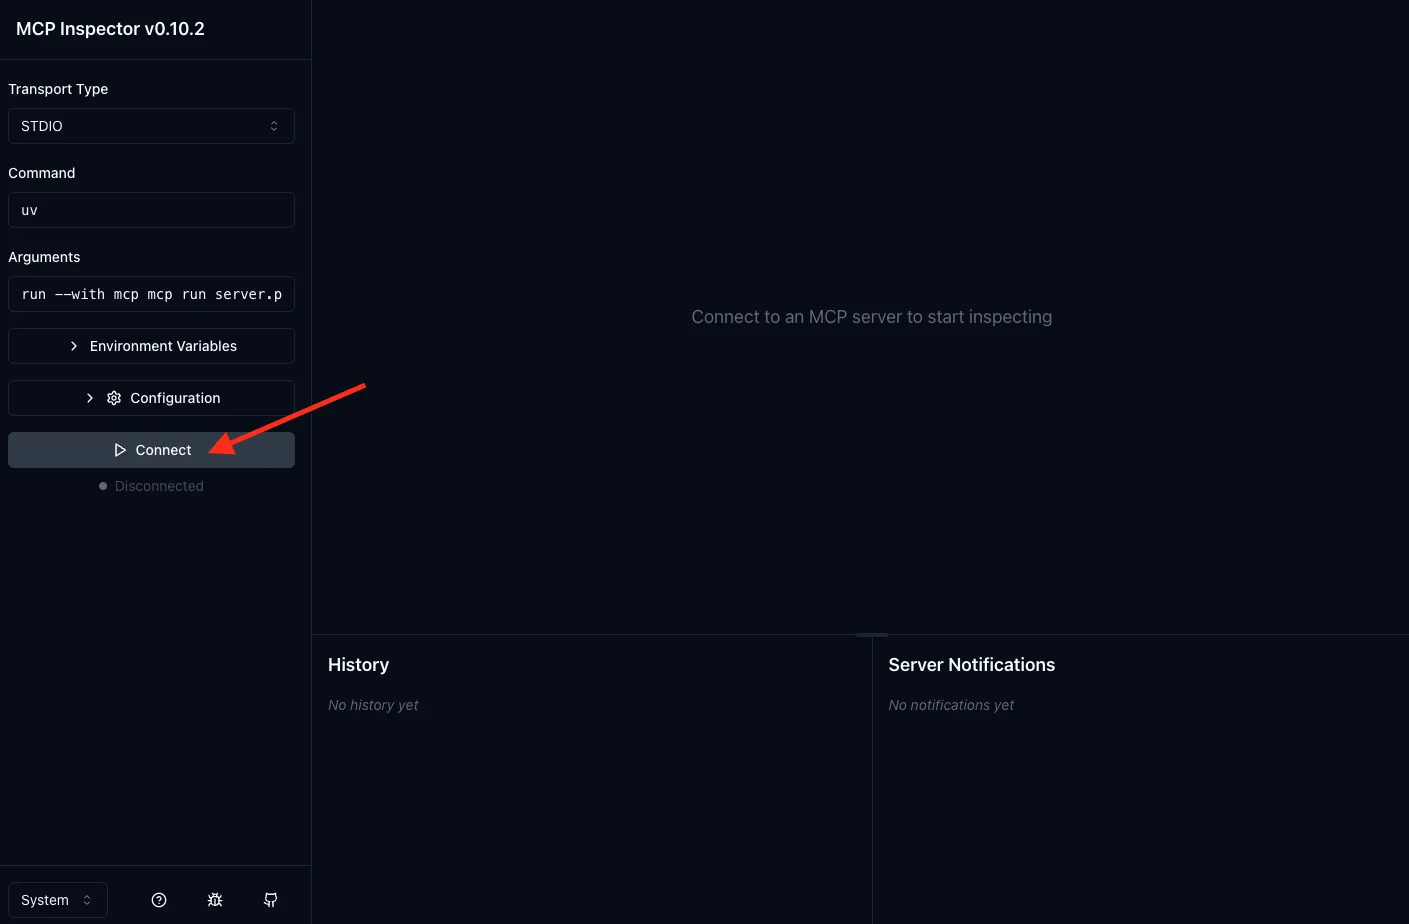 MCP Inspector v0.10.2
Transport Type
STDIO
Command
uv
Arguments
run --with mcp mcp run server.p
Environment Variables
Configuration
Connect
Disconnected
System
Connect to an MCP server to start inspecting
History
No history yet
Server Notifications
No notifications yet